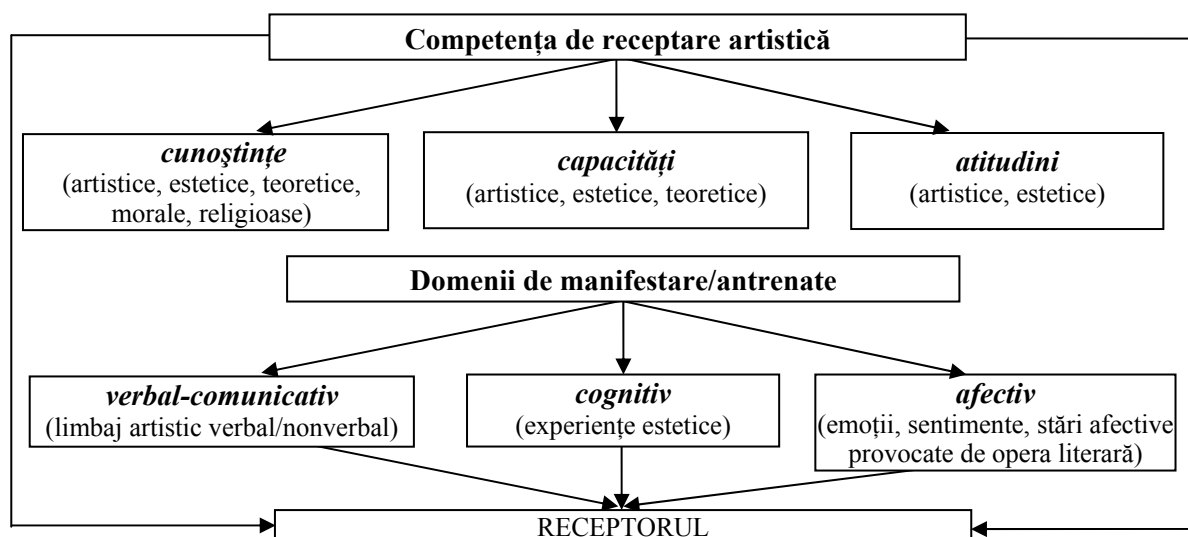 Competența de receptare artistică
cunoştințe
(artistice, estetice, teoretice,
morale, religioase)
capacități
(artistice, estetice, teoretice)
atitudini
(artistice, estetice)
Domenii de manifestare/antrenate
verbal-comunicativ
(limbaj artistic verbal/nonverbal)
cognitiv
(experiențe estetice)
afectiv
(emoții, sentimente, stări afective
provocate de opera literară)
RECEPTORUL